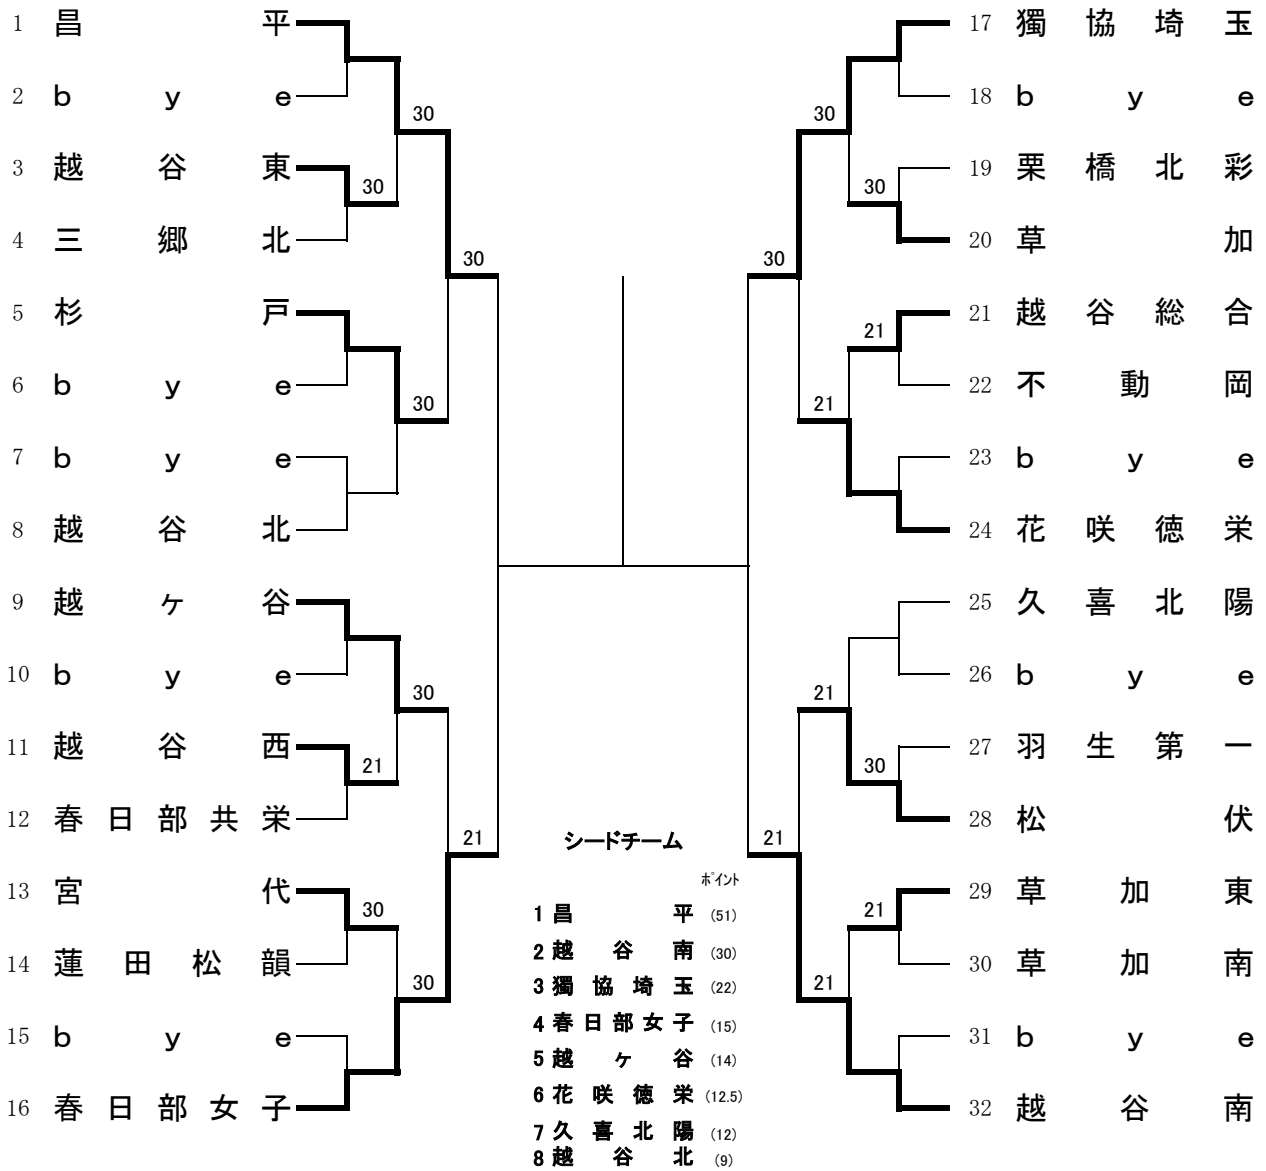 1 昌平
2 bye
30
3 越谷東
30
4 三郷北
30
5 杉戸
6 bye
30
7 bye
8 越谷北
9 越ヶ谷
10 bye
30
11 越谷西
21
12 春日部共栄
21
13 宮代
30
14 蓮田松韻
30
15 bye
16 春日部女子
17 獨協埼玉
18 bye
30
19 栗橋北彩
30
20 草加
30
21 越谷総合
21
22 不動岡
21
23 bye
24 花咲徳栄
25 久喜北陽
26 bye
21
27 羽生第一
30
28 松伏
21
29 草加東
21
30 草加南
21
31 bye
32 越谷南
シードチーム
ポイント
1 昌平 (51)
2 越谷南 (30)
3 獨協埼玉 (22)
4 春日部女子 (15)
5 越ヶ谷 (14)
6 花咲徳栄 (12.5)
7 久喜北陽 (12)
8 越谷北 (9)